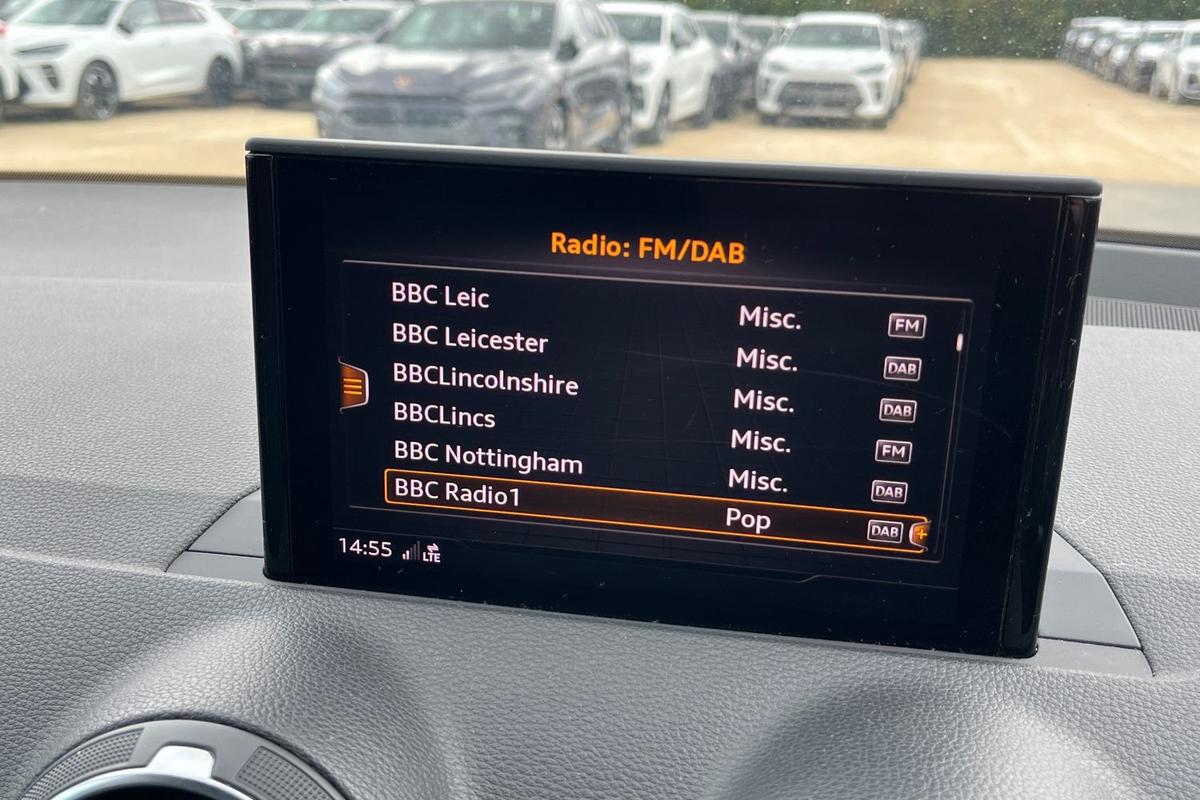 Radio: FM/DAB
BBC Leic Misc. FM
BBC Leicester Misc. DAB
BBCLincolnshire Misc. DAB
BBCLincs Misc. FM
BBC Nottingham Misc. DAB
BBC Radio1 Pop DAB +
14:55 LTE